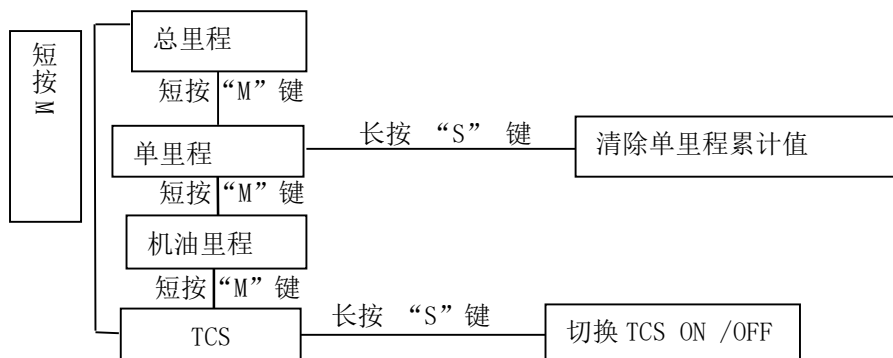 短按M
总里程
短按“M”键
单里程
长按 “S” 键
清除单里程累计值
短按“M”键
机油里程
短按“M”键
TCS
长按 “S”键
切换 TCS ON /OFF